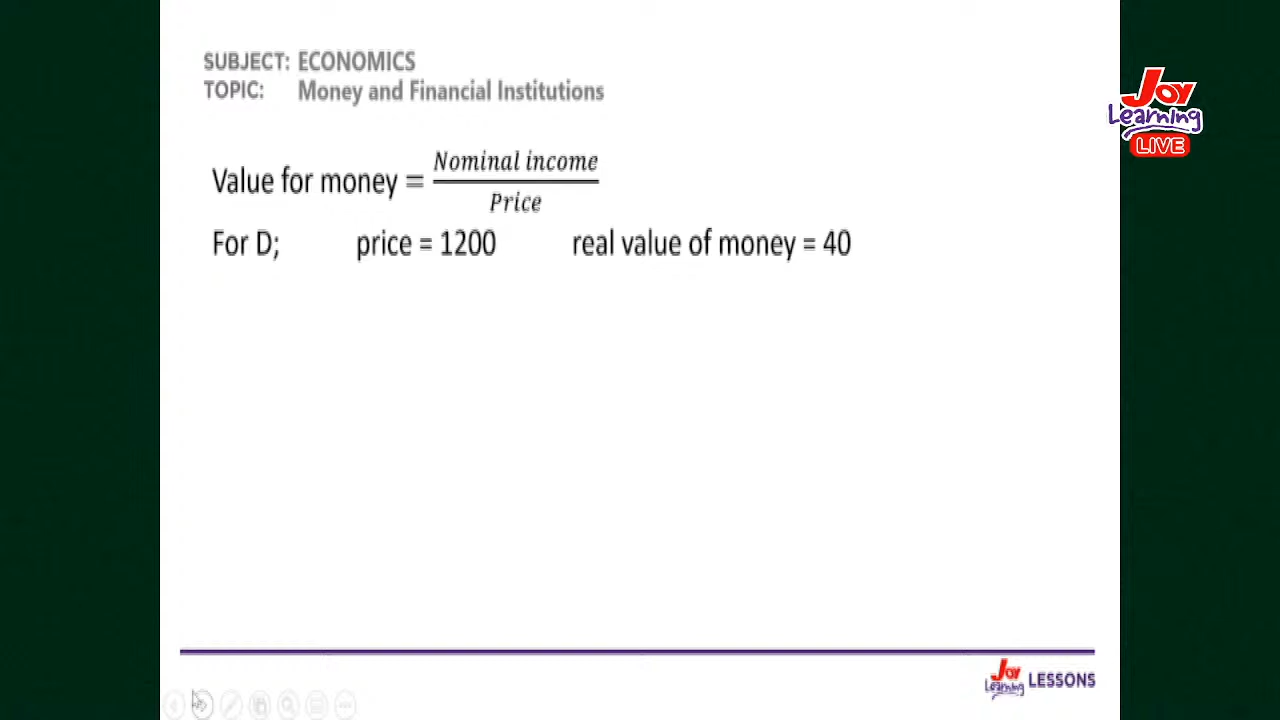 SUBJECT: ECONOMICS
TOPIC: Money and Financial Institutions
Joy
Learning
LIVE
Value for money = Nominal income / Price
For D; price = 1200 real value of money = 40
Joy
Learning LESSONS